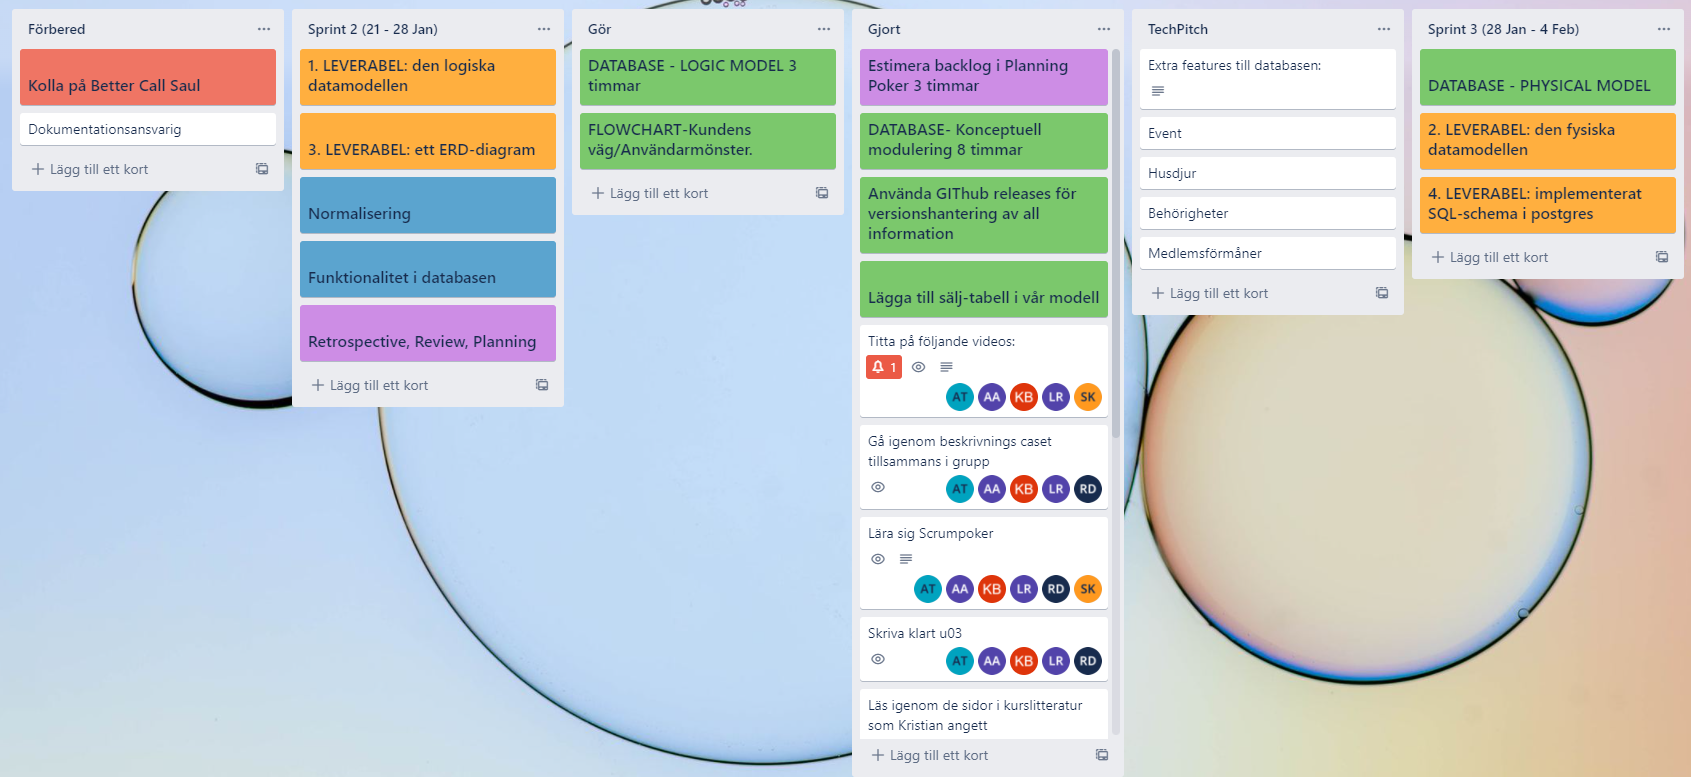 Förbered
Kolla på Better Call Saul
Dokumentationsansvarig
Lägg till ett kort
Sprint 2 (21 - 28 Jan)
1. LEVERABEL: den logiska
datamodellen
3. LEVERABEL: ett ERD-diagram
Normalisering
Funktionalitet i databasen
Retrospective, Review, Planning
Lägg till ett kort
Gör
DATABASE - LOGIC MODEL 3
timmar
FLOWCHART-Kundens
väg/Användarmönster.
Lägg till ett kort
Gjort
Estimera backlog i Planning
Poker 3 timmar
DATABASE- Konceptuell
modulering 8 timmar
Använda GIThub releases för
versionshantering av all
information
Lägga till sälj-tabell i vår modell
Titta på följande videos:
1
AT AA KB LR SK
Gå igenom beskrivnings caset
tillsammans i grupp
AT AA KB LR RD
Lära sig Scrumpoker
AT AA KB LR RD SK
Skriva klart u03
AT AA KB LR RD
Läs igenom de sidor i kurslitteratur
som Kristian angett
Lägg till ett kort
TechPitch
Extra features till databasen:
Event
Husdjur
Behörigheter
Medlemsförmåner
Lägg till ett kort
Sprint 3 (28 Jan - 4 Feb)
DATABASE - PHYSICAL MODEL
2. LEVERABEL: den fysiska
datamodellen
4. LEVERABEL: implementerat
SQL-schema i postgres
Lägg till ett kort